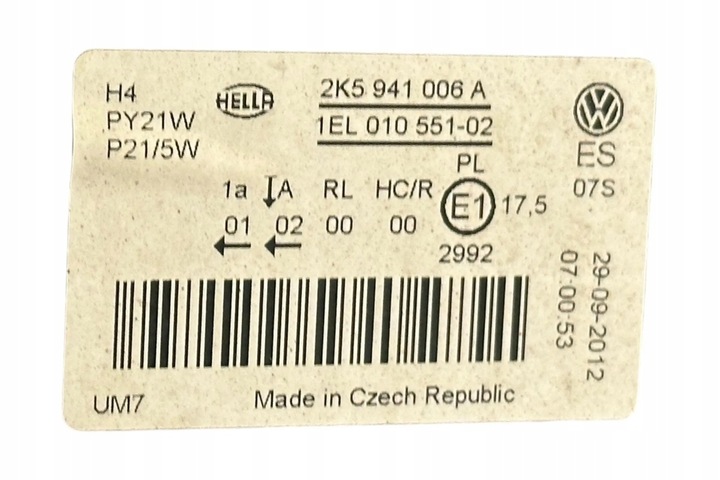 H4
PY21W
P21/5W
HELLA
2K5 941 006 A
1EL 010 551-02
VW
ES
07S
PL
1a A RL HC/R
E1 17,5
01 02 00 00
2992
29-09-2012
07:00:53
UM7
Made in Czech Republic